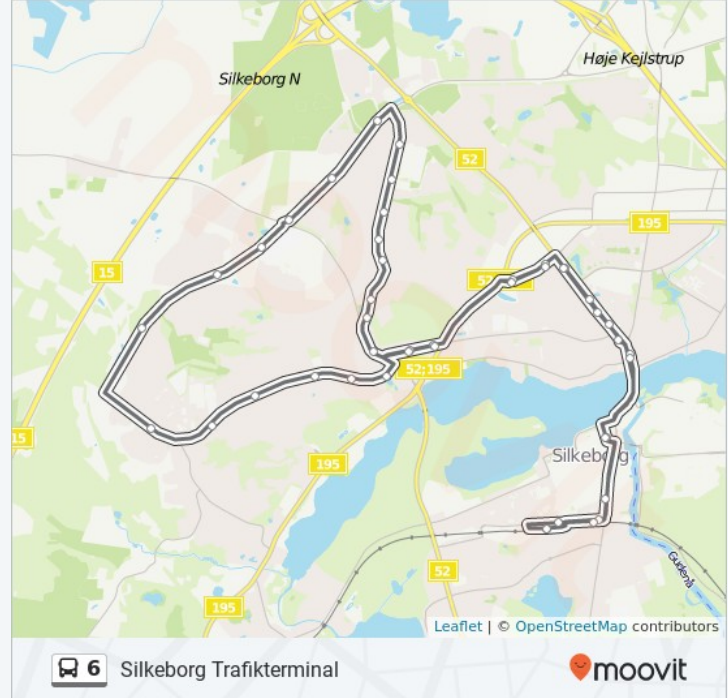 Høje Kejlstrup
Silkeborg N
52
195
15
52;195
15
Silkeborg
195
52
Gudenå
195
Leaflet | © OpenStreetMap contributors
6 Silkeborg Trafikterminal
moovit